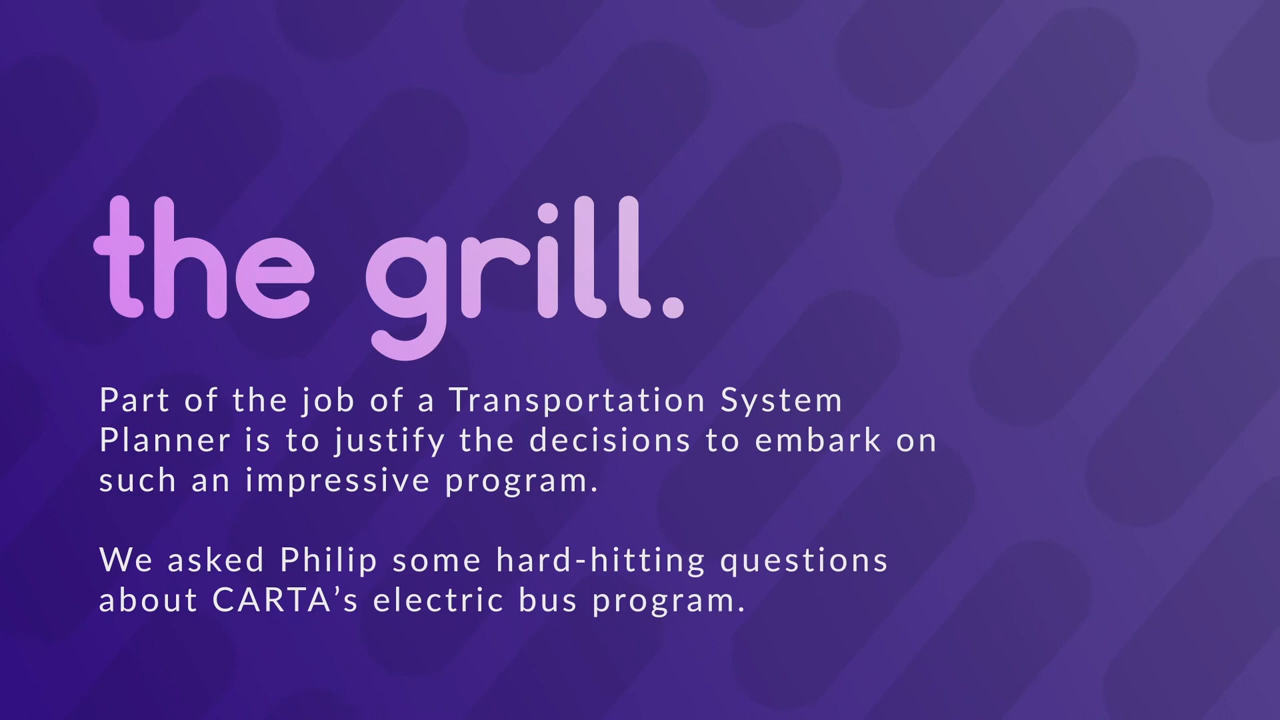 the grill.
Part of the job of a Transportation System
Planner is to justify the decisions to embark on
such an impressive program.
We asked Philip some hard-hitting questions
about CARTA’s electric bus program.